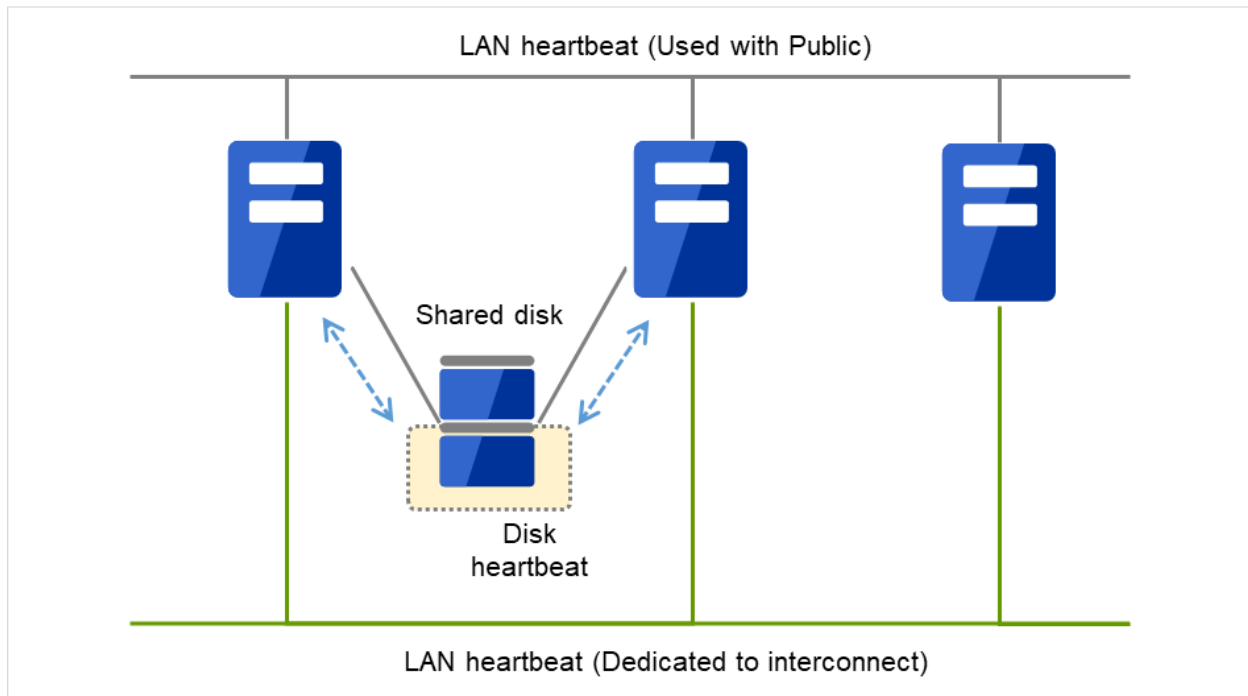 LAN heartbeat (Used with Public)
Shared disk
Disk
heartbeat
LAN heartbeat (Dedicated to interconnect)